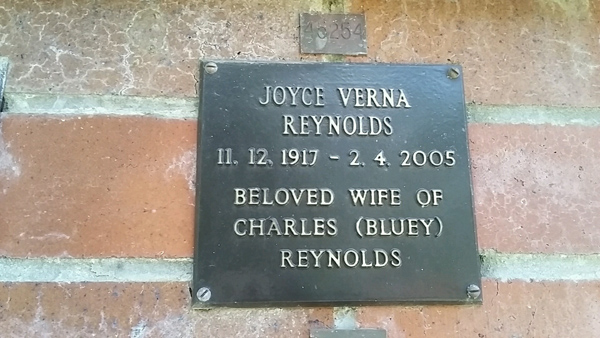 JOYCE VERNA
REYNOLDS
11. 12. 1917 - 2. 4. 2005
BELOVED WIFE OF
CHARLES (BLUEY)
REYNOLDS